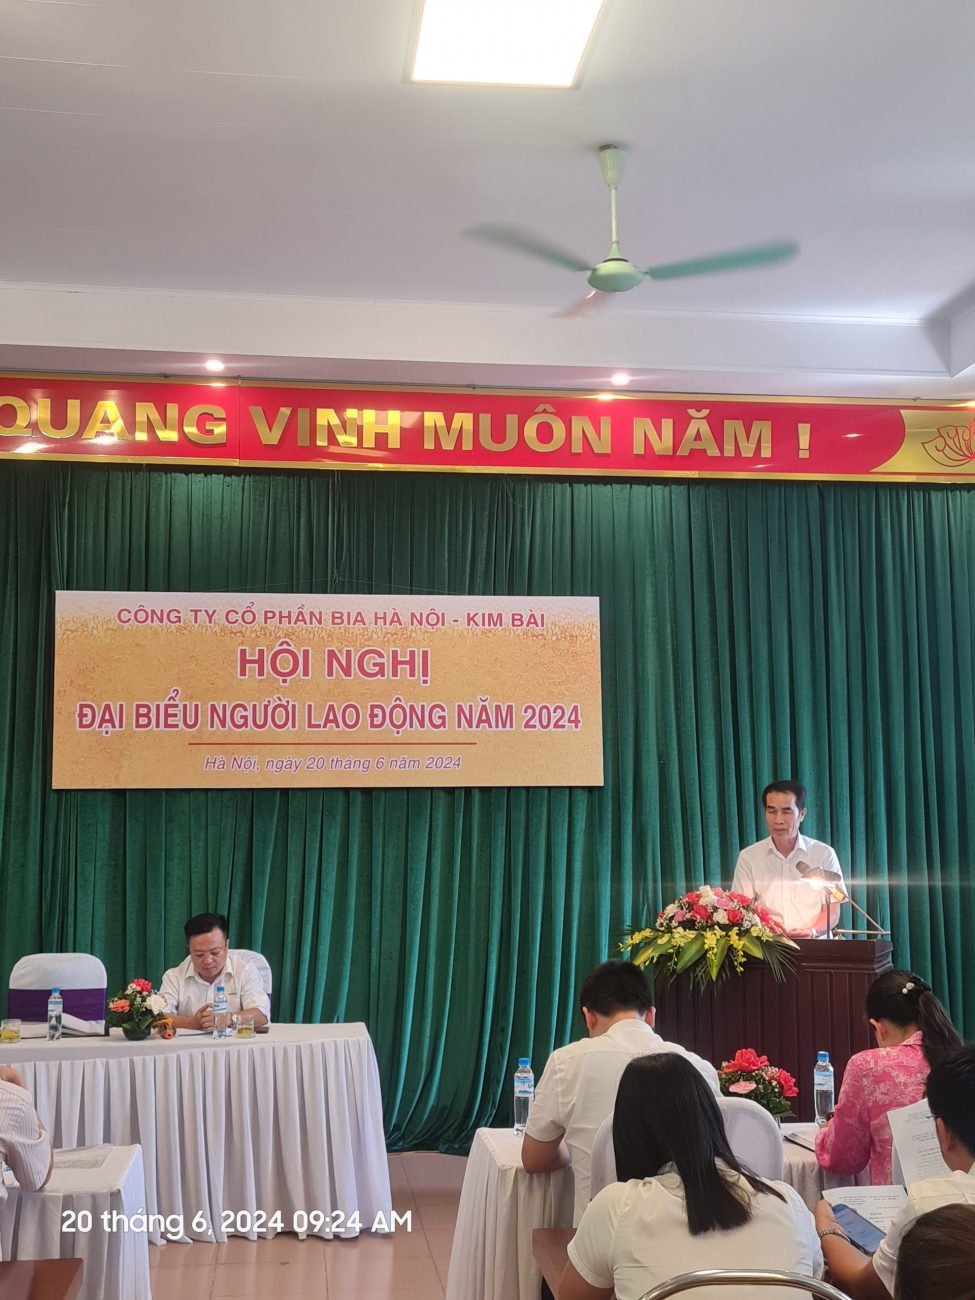 QUANG VINH MUÔN NĂM !
CÔNG TY CỔ PHẦN BIA HÀ NỘI - KIM BÀI
HỘI NGHỊ
ĐẠI BIỂU NGƯỜI LAO ĐỘNG NĂM 2024
Hà Nội, ngày 20 tháng 6 năm 2024
20 tháng 6, 2024 09:24 AM